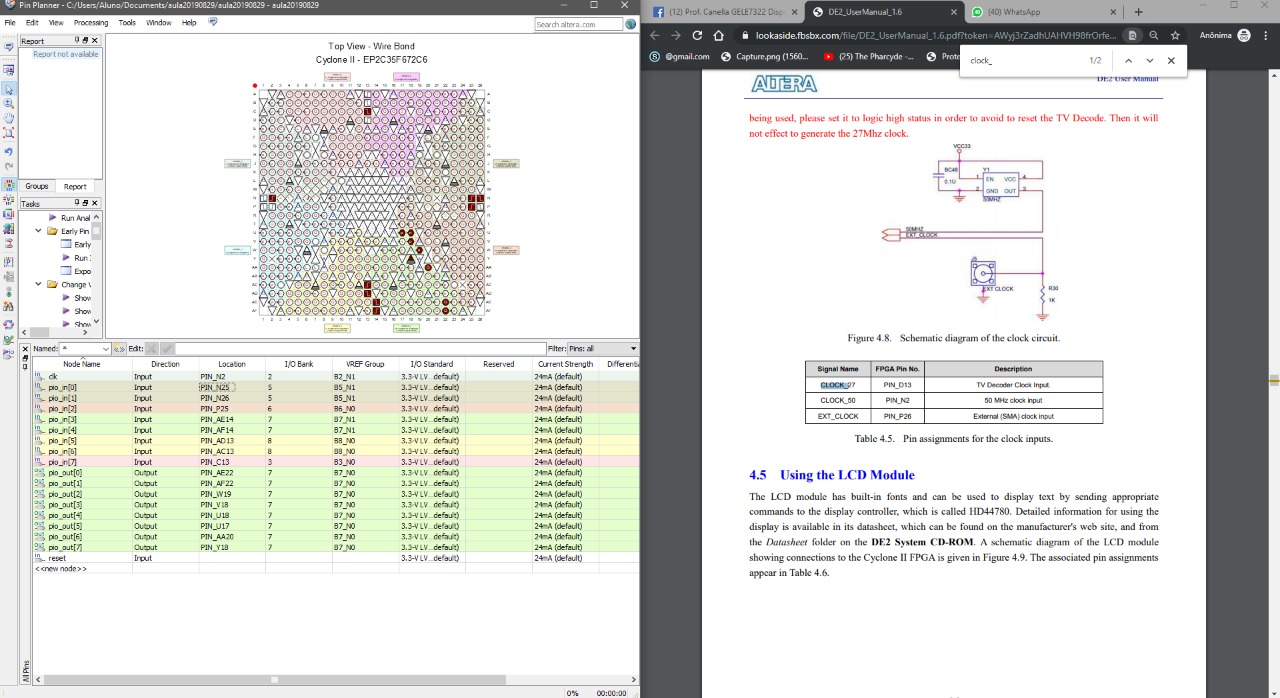 Pin Planner - C:/Users/Aluno/Documents/aula20190829/aula20190829 - aula20190829
File Edit View Processing Tools Window Help
Search altera.com
Report
Report not available
Groups Report
Tasks
Run Anal
Early Pin
Early
Run I
Expo
Change V
Show
Show
Show
Top View - Wire Bond
Cyclone II - EP2C35F672C6
Named: * Edit: Filter: Pins: all
Node Name Direction Location I/O Bank VREF Group I/O Standard Reserved Current Strength Differentia
clk Input PIN_N2 2 B2_N1 3.3-V LV...default) 24mA (default)
pio_in[0] Input PIN_N25 5 B5_N1 3.3-V LV...default) 24mA (default)
pio_in[1] Input PIN_N26 5 B5_N1 3.3-V LV...default) 24mA (default)
pio_in[2] Input PIN_P25 6 B6_N0 3.3-V LV...default) 24mA (default)
pio_in[3] Input PIN_AE14 7 B7_N1 3.3-V LV...default) 24mA (default)
pio_in[4] Input PIN_AF14 7 B7_N1 3.3-V LV...default) 24mA (default)
pio_in[5] Input PIN_AD13 8 B8_N0 3.3-V LV...default) 24mA (default)
pio_in[6] Input PIN_AC13 8 B8_N0 3.3-V LV...default) 24mA (default)
pio_in[7] Input PIN_C13 3 B3_N0 3.3-V LV...default) 24mA (default)
pio_out[0] Output PIN_AE22 7 B7_N0 3.3-V LV...default) 24mA (default)
pio_out[1] Output PIN_AF22 7 B7_N0 3.3-V LV...default) 24mA (default)
pio_out[2] Output PIN_W19 7 B7_N0 3.3-V LV...default) 24mA (default)
pio_out[3] Output PIN_V18 7 B7_N0 3.3-V LV...default) 24mA (default)
pio_out[4] Output PIN_U18 7 B7_N0 3.3-V LV...default) 24mA (default)
pio_out[5] Output PIN_U17 7 B7_N0 3.3-V LV...default) 24mA (default)
pio_out[6] Output PIN_AA20 7 B7_N0 3.3-V LV...default) 24mA (default)
pio_out[7] Output PIN_Y18 7 B7_N0 3.3-V LV...default) 24mA (default)
reset Input 3.3-V LV...default) 24mA (default)
<<new node>>
All Pins
0% 00:00:00
(12) Prof. Canella GELE7322 Disp
DE2_UserManual_1.6
(40) WhatsApp
lookaside.fbsbx.com/file/DE2_UserManual_1.6.pdf?token=AWyj3rZadhUAHVH98frOrfe...
Anônima
@gmail.com Capture.png (1560... (25) The Pharcyde -... Prote
clock_ 1/2
ALTERA
DE2 User Manual
being used, please set it to logic high status in order to avoid to reset the TV Decode. Then it will
not effect to generate the 27Mhz clock.
VCC33
BC48
0.1U
Y1
1 EN VCC 4
2 GND OUT 3
50MHZ
50MHZ
EXT_CLOCK
J5
EXT CLOCK
R30
1K
Figure 4.8. Schematic diagram of the clock circuit.
Signal Name FPGA Pin No. Description
CLOCK_27 PIN_D13 TV Decoder Clock Input.
CLOCK_50 PIN_N2 50 MHz clock input
EXT_CLOCK PIN_P26 External (SMA) clock input
Table 4.5. Pin assignments for the clock inputs.
4.5 Using the LCD Module
The LCD module has built-in fonts and can be used to display text by sending appropriate
commands to the display controller, which is called HD44780. Detailed information for using the
display is available in its datasheet, which can be found on the manufacturer's web site, and from
the Datasheet folder on the DE2 System CD-ROM. A schematic diagram of the LCD module
showing connections to the Cyclone II FPGA is given in Figure 4.9. The associated pin assignments
appear in Table 4.6.